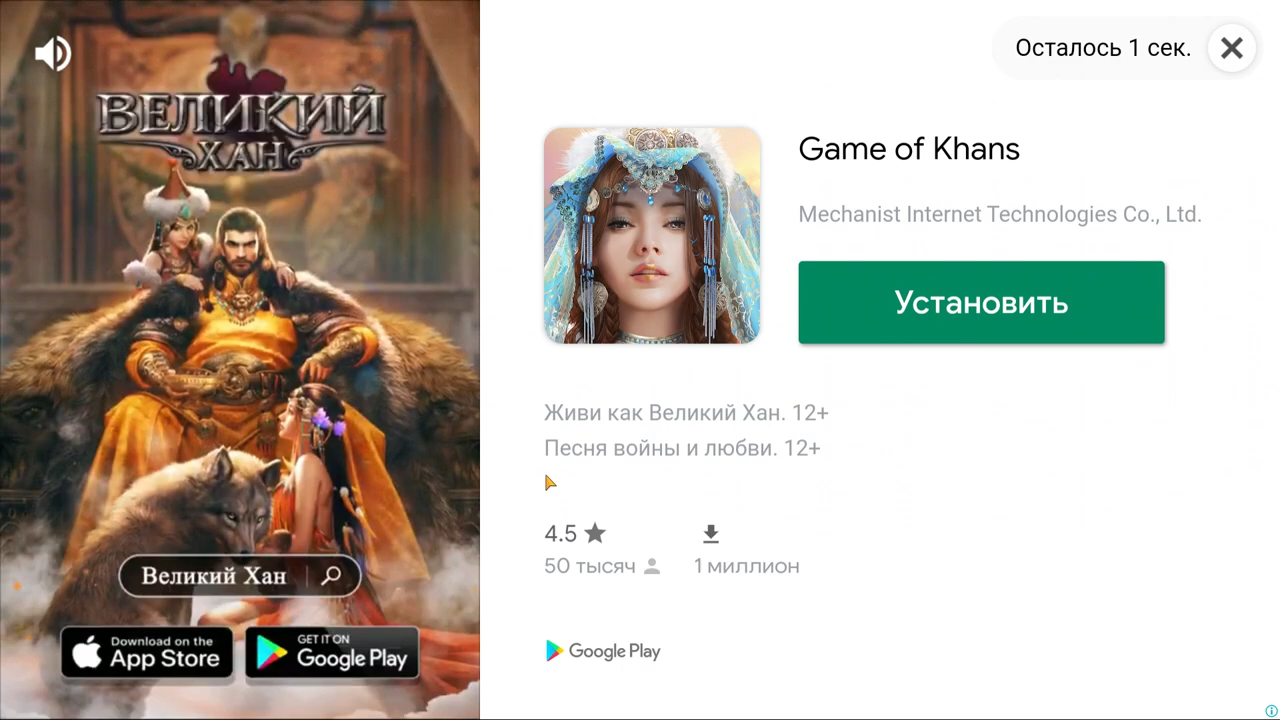 ВЕЛИКИЙ
ХАН
Великий Хан
Download on the
App Store
GET IT ON
Google Play
Осталось 1 сек.
Game of Khans
Mechanist Internet Technologies Co., Ltd.
Установить
Живи как Великий Хан. 12+
Песня войны и любви. 12+
4.5
50 тысяч
1 миллион
Google Play